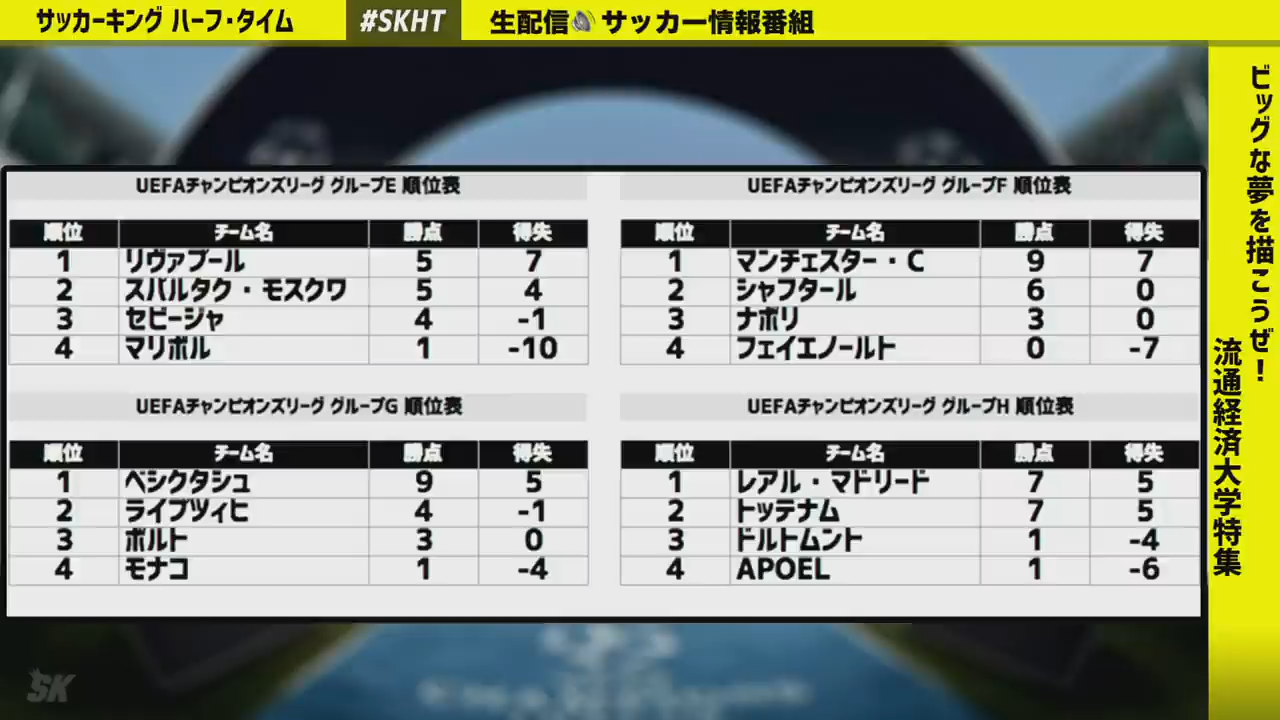 サッカーキング ハーフ・タイム
#SKHT
生配信 サッカー情報番組
UEFAチャンピオンズリーグ グループE 順位表
順位 チーム名 勝点 得失
1 リヴァプール 5 7
2 スパルタク・モスクワ 5 4
3 セビージャ 4 -1
4 マリボル 1 -10
UEFAチャンピオンズリーグ グループF 順位表
順位 チーム名 勝点 得失
1 マンチェスター・C 9 7
2 シャフタール 6 0
3 ナポリ 3 0
4 フェイエノールト 0 -7
UEFAチャンピオンズリーグ グループG 順位表
順位 チーム名 勝点 得失
1 ベシクタシュ 9 5
2 ライプツィヒ 4 -1
3 ポルト 3 0
4 モナコ 1 -4
UEFAチャンピオンズリーグ グループH 順位表
順位 チーム名 勝点 得失
1 レアル・マドリード 7 5
2 トッテナム 7 5
3 ドルトムント 1 -4
4 APOEL 1 -6
ビッグな夢を描こうぜ!
流通経済大学特集
SK